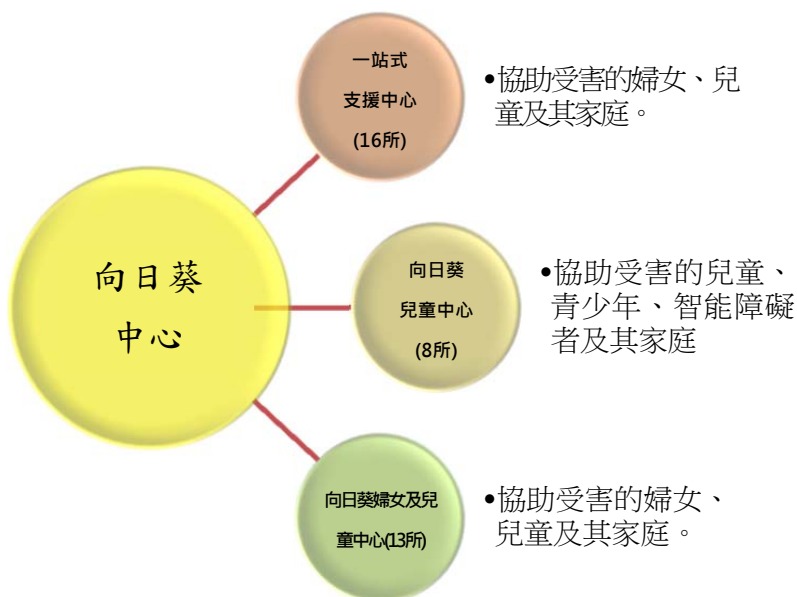 向日葵
中心
一站式
支援中心
(16所)
•協助受害的婦女、兒
童及其家庭。
向日葵
兒童中心
(8所)
•協助受害的兒童、
青少年、智能障礙
者及其家庭
向日葵婦女及兒
童中心(13所)
•協助受害的婦女、
兒童及其家庭。